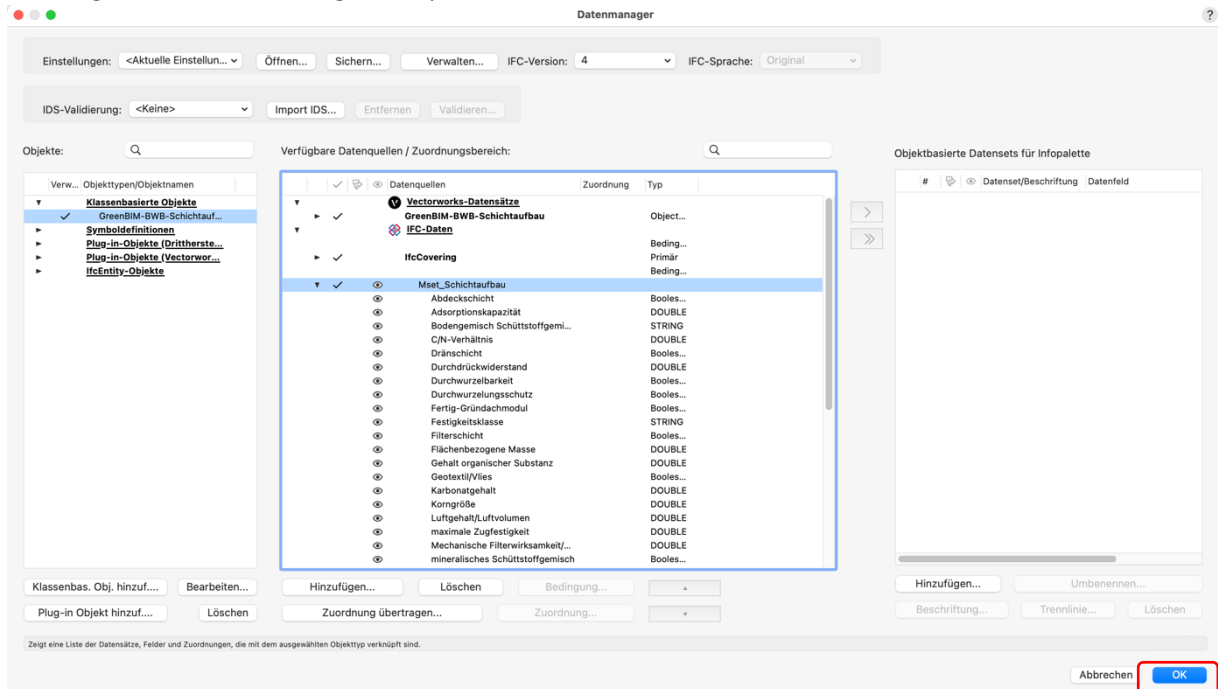 Datenmanager
?
Einstellungen: <Aktuelle Einstellun... Öffnen... Sichern... Verwalten... IFC-Version: 4 IFC-Sprache: Original
IDS-Validierung: <Keine> Import IDS... Entfernen Validieren...
Objekte:
Verw... Objekttypen/Objektnamen
Klassenbasierte Objekte
GreenBIM-BWB-Schichtauf...
Symboldefinitionen
Plug-in-Objekte (Dritherste...
Plug-in-Objekte (Vectorwor...
IfcEntity-Objekte
Klassenbas. Obj. hinzuf.... Bearbeiten...
Plug-in Objekt hinzuf.... Löschen
Verfügbare Datenquellen / Zuordnungsbereich:
Datenquellen Zuordnung Typ
Vectorworks-Datensätze
GreenBIM-BWB-Schichtaufbau Object...
IFC-Daten
Beding...
IfcCovering Primär
Beding...
Mset_Schichtaufbau
Abdeckschicht Booles...
Adsorptionskapazität DOUBLE
Bodengemisch Schüttstoffgemi... STRING
C/N-Verhältnis DOUBLE
Dränschicht Booles...
Durchdrückwiderstand DOUBLE
Durchwurzelbarkeit Booles...
Durchwurzelungsschutz Booles...
Fertig-Gründachmodul Booles...
Festigkeitsklasse STRING
Filterschicht Booles...
Flächenbezogene Masse DOUBLE
Gehalt organischer Substanz DOUBLE
Geotextil/Vlies Booles...
Karbonatgehalt DOUBLE
Korngröße DOUBLE
Luftgehalt/Luftvolumen DOUBLE
maximale Zugfestigkeit DOUBLE
Mechanische Filterwirksamkeit/... DOUBLE
mineralisches Schüttstoffgemisch Booles...
Hinzufügen... Löschen Bedingung...
Zuordnung übertragen... Zuordnung...
Objektbasierte Datensets für Infopalette
# Datenset/Beschriftung Datenfeld
Hinzufügen... Umbenennen...
Beschriftung... Trennlinie... Löschen
Zeigt eine Liste der Datensätze, Felder und Zuordnungen, die mit dem ausgewählten Objekttyp verknüpft sind.
Abbrechen OK